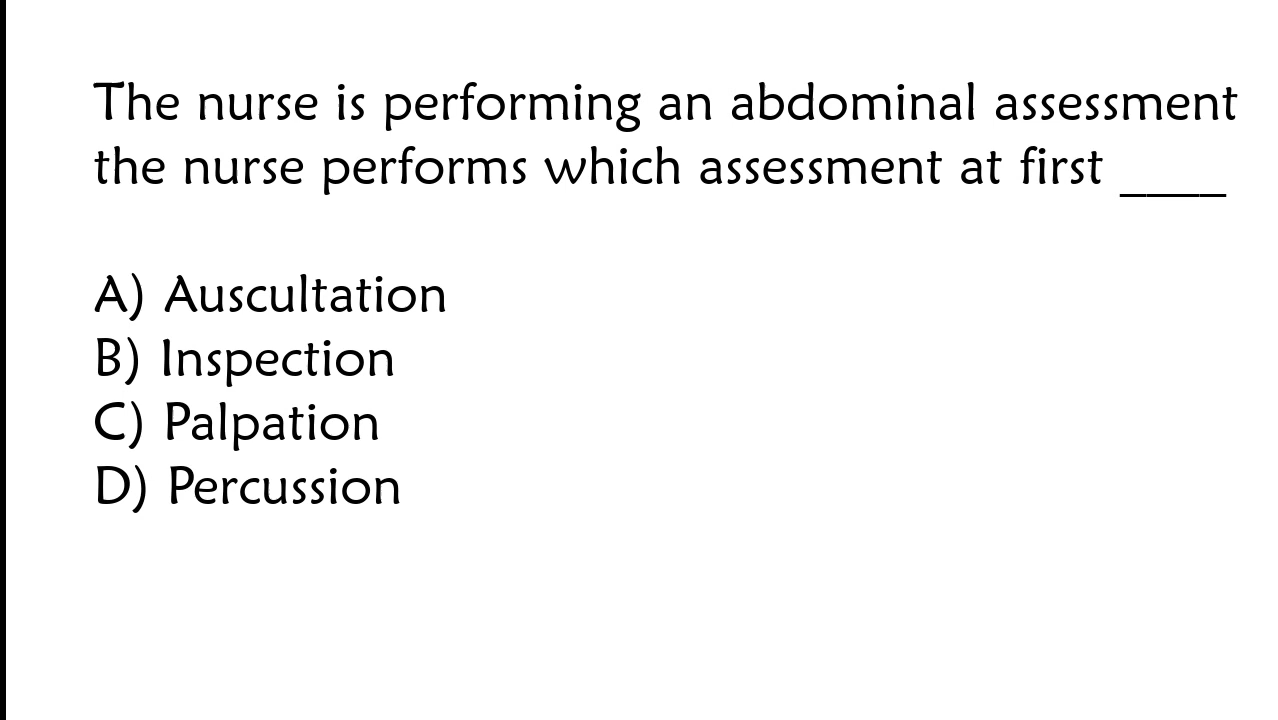 The nurse is performing an abdominal assessment
the nurse performs which assessment at first ____
A) Auscultation
B) Inspection
C) Palpation
D) Percussion